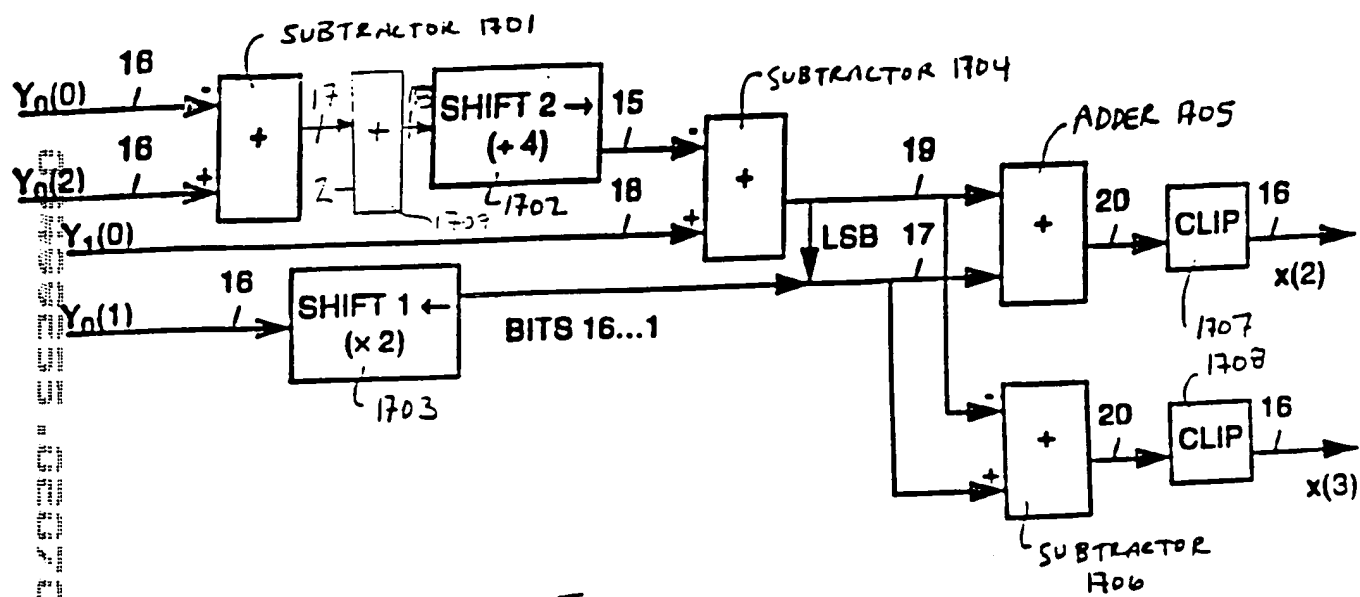 SUBTRACTOR 1701
16
Y0(0)
-
+
17
+
SHIFT 2 →
(÷4)
15
1702
SUBTRACTOR 1704
-
+
+
16
Y0(2)
+
2
1709
Y1(0)
18
19
LSB
17
ADDER 1705
+
20
CLIP
16
x(2)
1707
16
Y0(1)
SHIFT 1 ←
(x 2)
BITS 16...1
1703
1708
-
+
+
20
CLIP
16
x(3)
SUBTRACTOR
1706